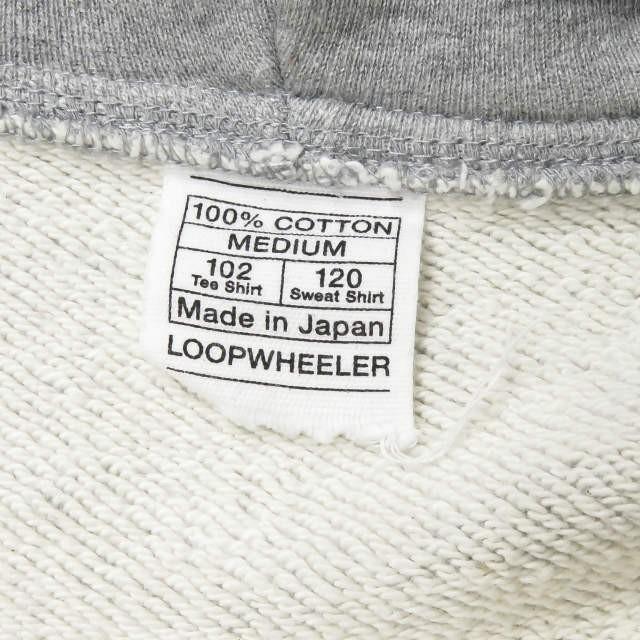 100% COTTON
MEDIUM
102 120
Tee Shirt Sweat Shirt
Made in Japan
LOOPWHEELER